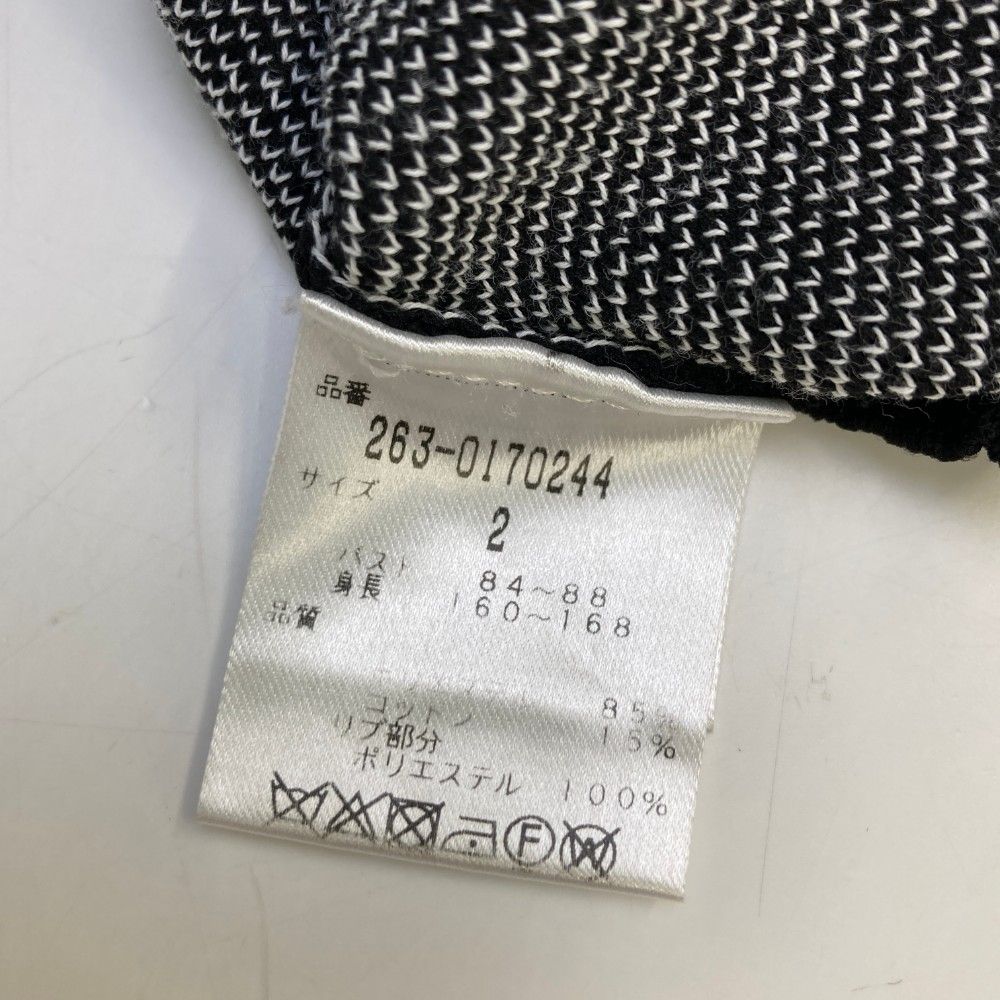 品番
263-0170244
サイズ
2
バスト 84~88
身長 160~168
品質
85%
コットン 15%
リブ部分
ポリエステル 100%
F W